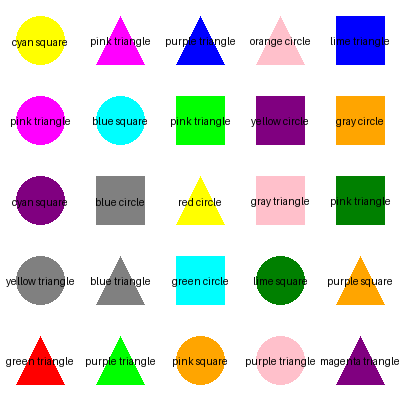 cyan square
pink triangle
purple triangle
orange circle
lime triangle
pink triangle
blue square
pink triangle
yellow circle
gray circle
cyan square
blue circle
red circle
gray triangle
pink triangle
yellow triangle
blue triangle
green circle
lime square
purple square
green triangle
purple triangle
pink square
purple triangle
magenta triangle